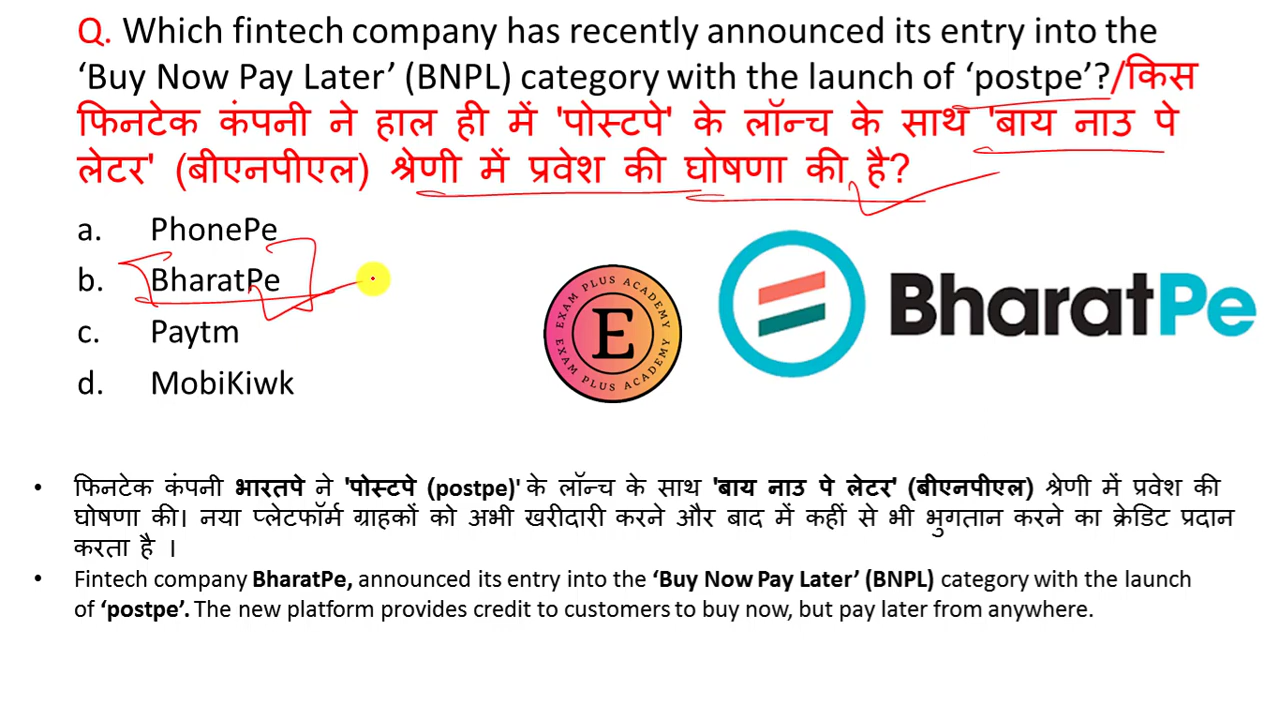 Q. Which fintech company has recently announced its entry into the
‘Buy Now Pay Later’ (BNPL) category with the launch of ‘postpe’?/किस
फिनटेक कंपनी ने हाल ही में 'पोस्टपे' के लॉन्च के साथ 'बाय नाउ पे
लेटर' (बीएनपीएल) श्रेणी में प्रवेश की घोषणा की है?
a. PhonePe
b. BharatPe
c. Paytm
d. MobiKiwk
EXAM PLUS ACADEMY
E
EXAM PLUS ACADEMY
BharatPe
• फिनटेक कंपनी भारतपे ने 'पोस्टपे (postpe)' के लॉन्च के साथ 'बाय नाउ पे लेटर' (बीएनपीएल) श्रेणी में प्रवेश की
घोषणा की। नया प्लेटफॉर्म ग्राहकों को अभी खरीदारी करने और बाद में कहीं से भी भुगतान करने का क्रेडिट प्रदान
करता है ।
• Fintech company BharatPe, announced its entry into the ‘Buy Now Pay Later’ (BNPL) category with the launch
of ‘postpe’. The new platform provides credit to customers to buy now, but pay later from anywhere.